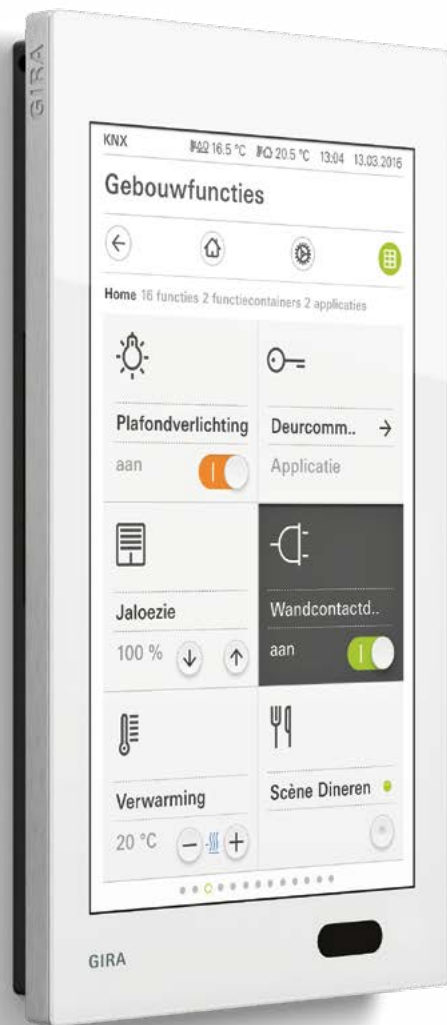 GIRA
KNX 16.5 °C 20.5 °C 13:04 13.03.2016
Gebouwfuncties
Home 16 functies 2 functiecontainers 2 applicaties
Plafondverlichting
aan
Deurcomm..
Applicatie
Jaloezie
100 %
Wandcontactd..
aan
Verwarming
20 °C
Scène Dineren
GIRA